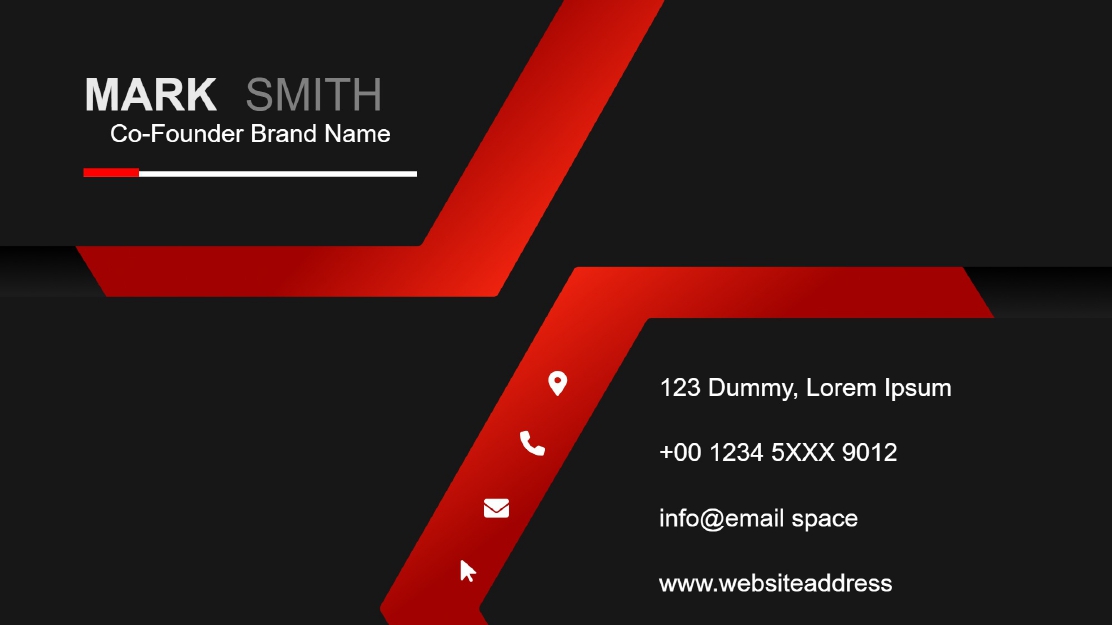 MARK SMITH
Co-Founder Brand Name
123 Dummy, Lorem Ipsum
+00 1234 5XXX 9012
info@email space
www.websiteaddress